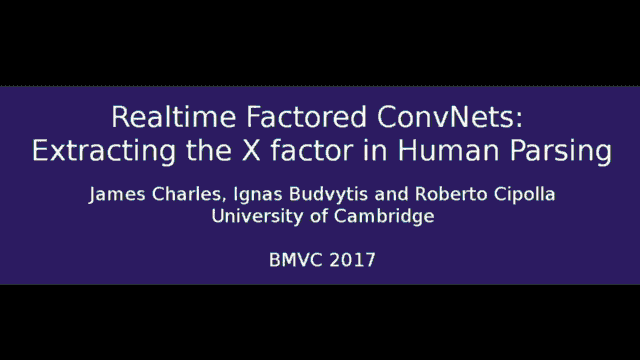 Realtime Factored ConvNets:
Extracting the X factor in Human Parsing
James Charles, Ignas Budvytis and Roberto Cipolla
University of Cambridge
BMVC 2017